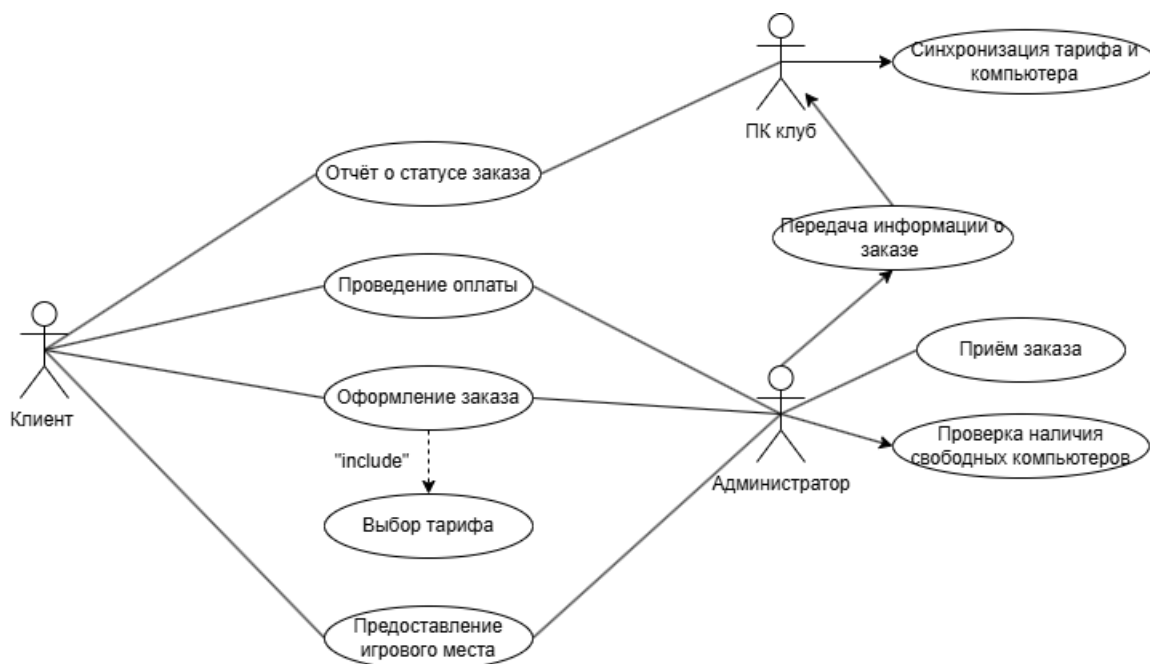 Синхронизация тарифа и
компьютера
ПК клуб
Отчёт о статусе заказа
Передача информации о
заказе
Проведение оплаты
Приём заказа
Клиент
Оформление заказа
Проверка наличия
свободных компьютеров
"include"
Администратор
Выбор тарифа
Предоставление
игрового места